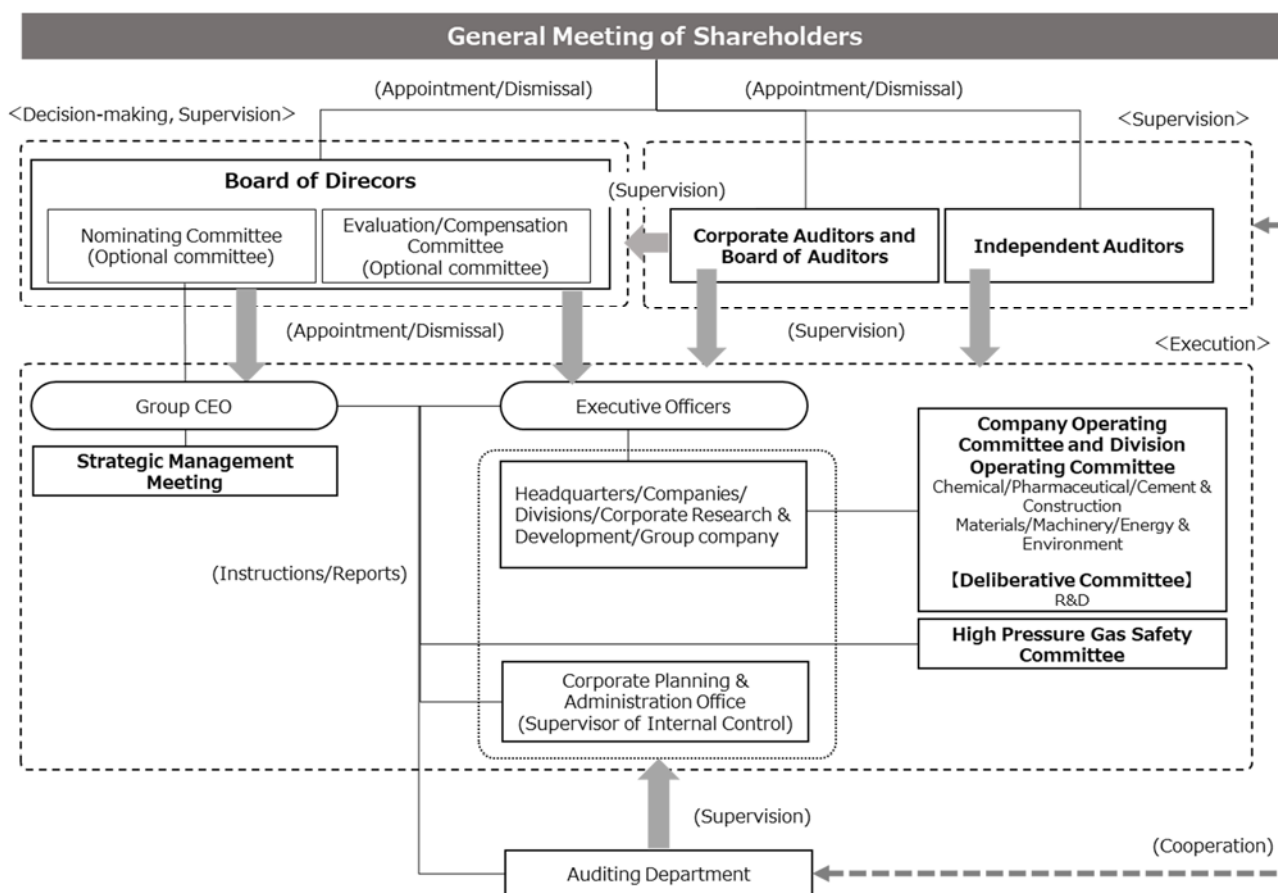 General Meeting of Shareholders
(Appointment/Dismissal)
(Appointment/Dismissal)
<Decision-making, Supervision>
<Supervision>
Board of Direcors
(Supervision)
Nominating Committee
(Optional committee)
Evaluation/Compensation
Committee
(Optional committee)
Corporate Auditors and
Board of Auditors
Independent Auditors
(Appointment/Dismissal)
(Supervision)
<Execution>
Group CEO
Executive Officers
Strategic Management
Meeting
Headquarters/Companies/
Divisions/Corporate Research &
Development/Group company
Company Operating
Committee and Division
Operating Committee
Chemical/Pharmaceutical/Cement &
Construction
Materials/Machinery/Energy &
Environment
【Deliberative Committee】
R&D
(Instructions/Reports)
High Pressure Gas Safety
Committee
Corporate Planning &
Administration Office
(Supervisor of Internal Control)
(Supervision)
(Cooperation)
Auditing Department